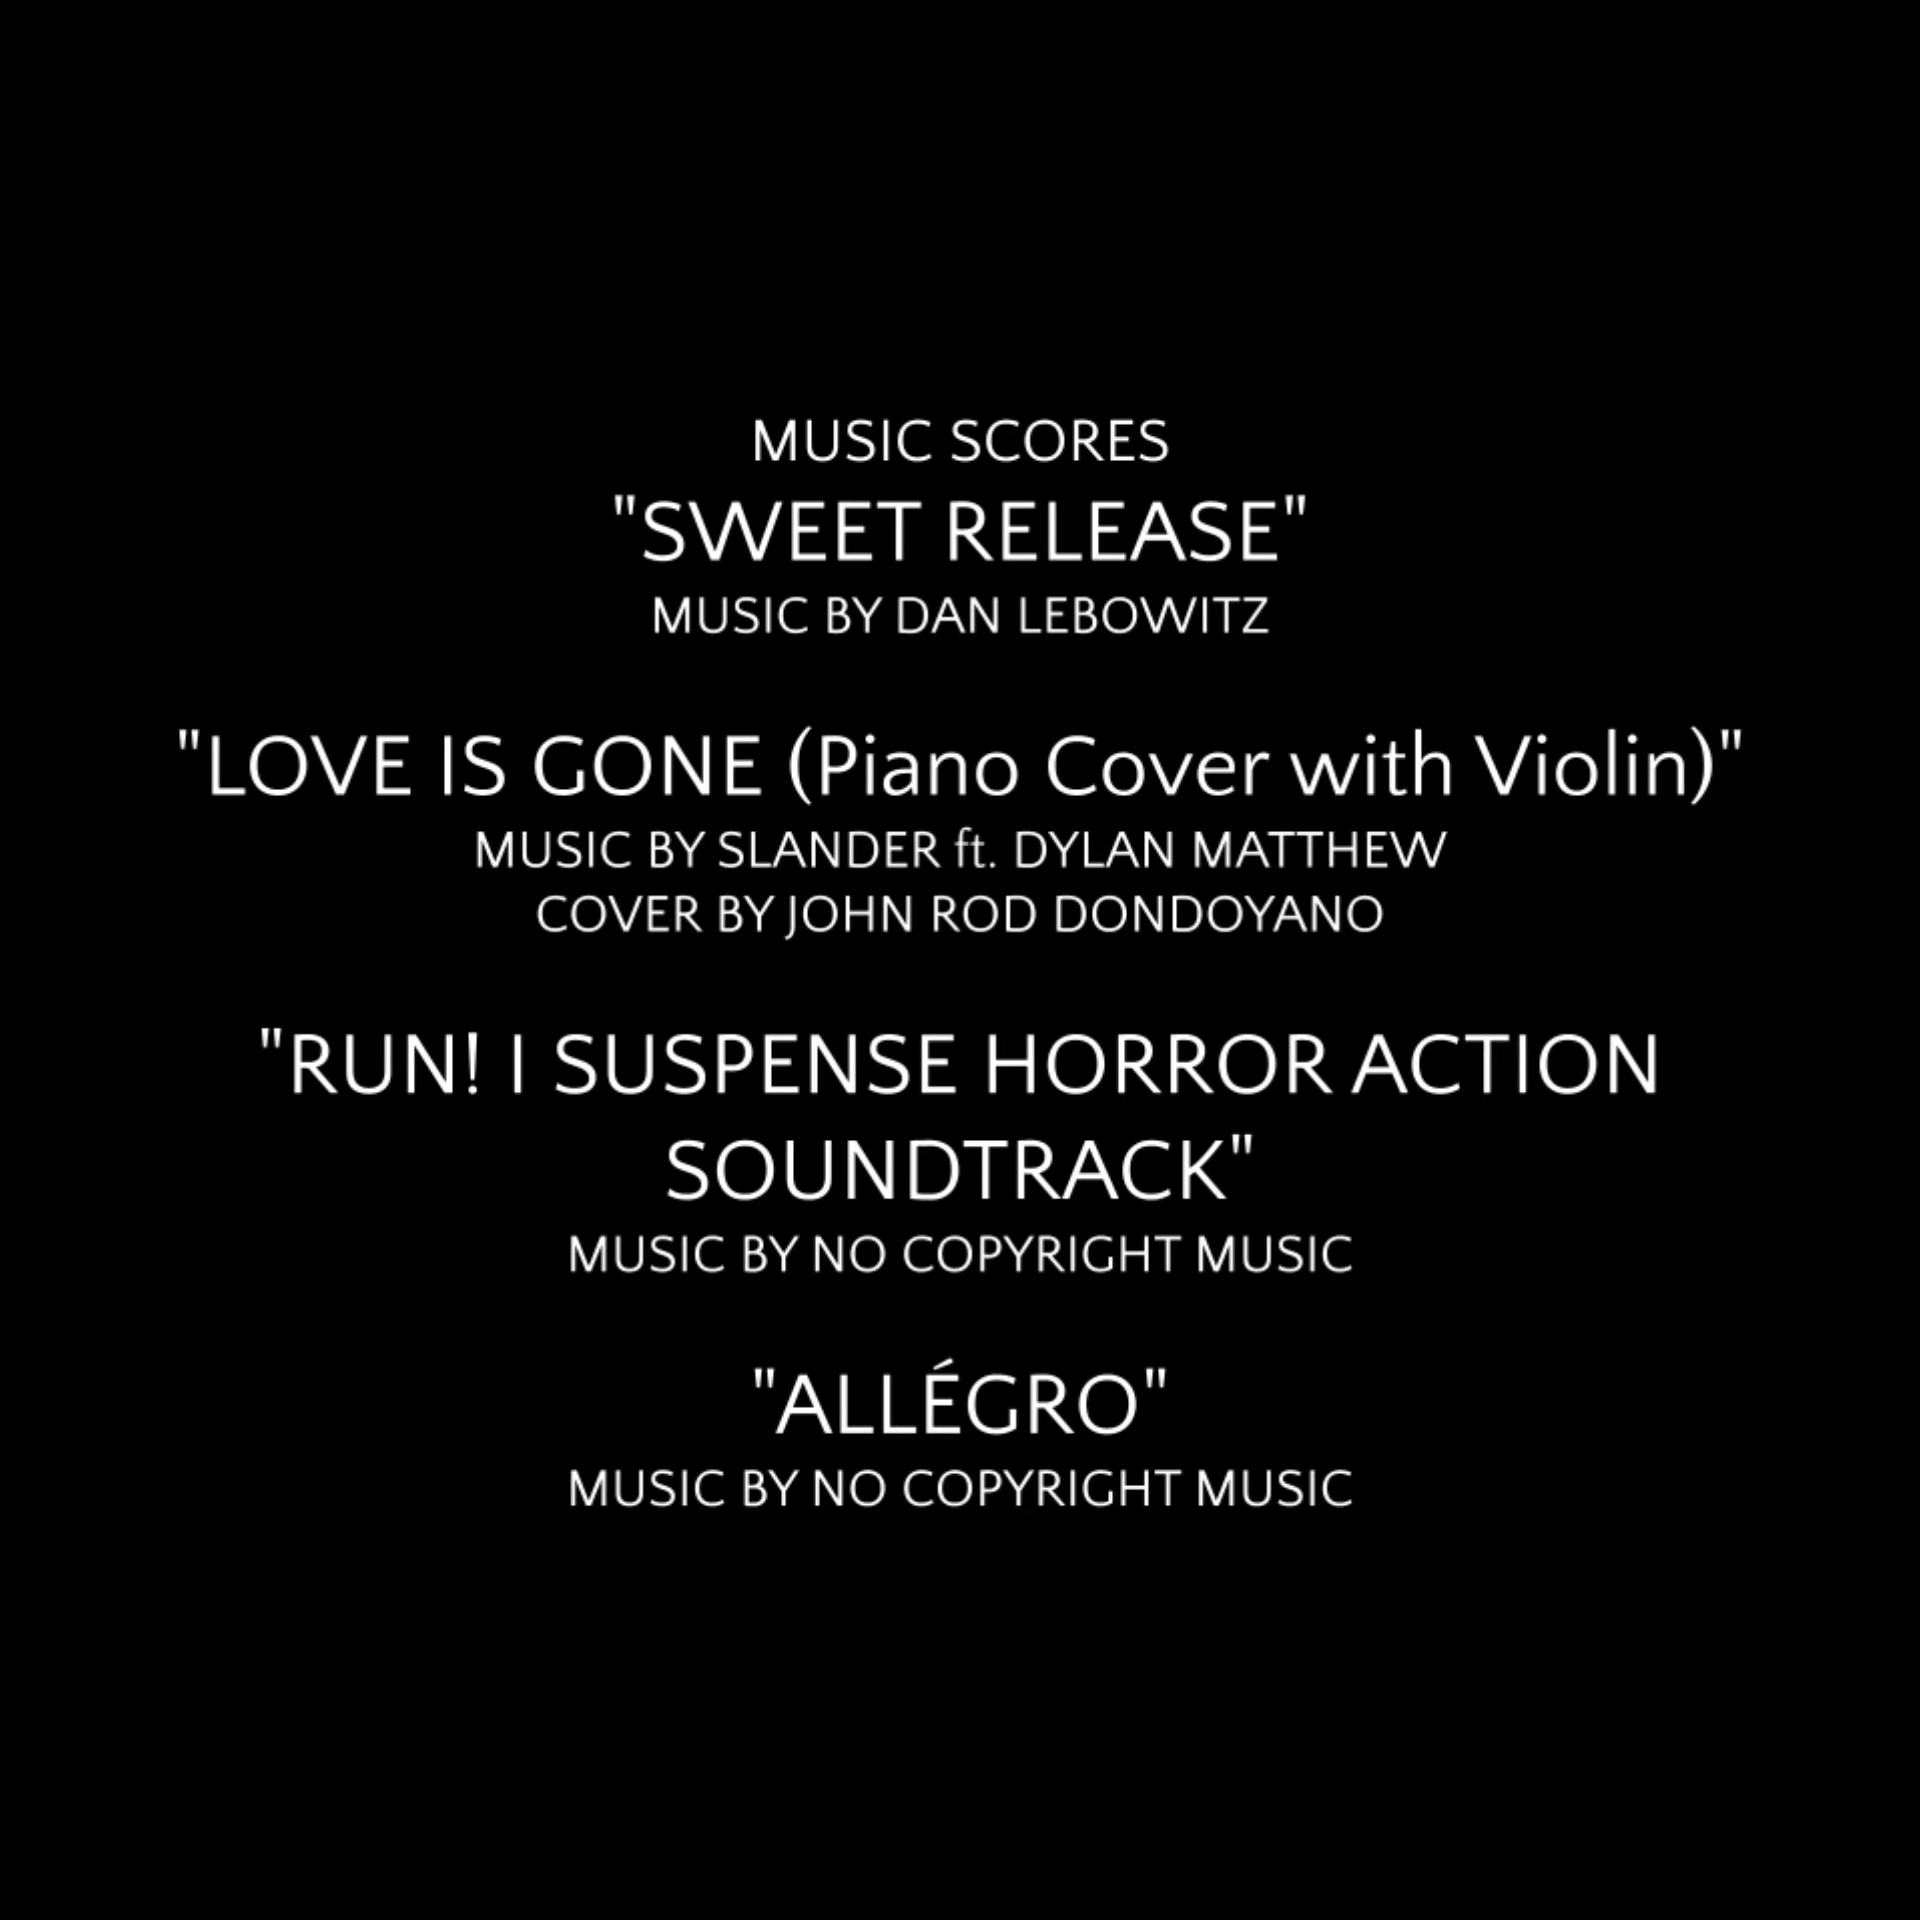 MUSIC SCORES
"SWEET RELEASE"
MUSIC BY DAN LEBOWITZ
"LOVE IS GONE (Piano Cover with Violin)"
MUSIC BY SLANDER ft. DYLAN MATTHEW
COVER BY JOHN ROD DONDOYANO
"RUN! I SUSPENSE HORROR ACTION
SOUNDTRACK"
MUSIC BY NO COPYRIGHT MUSIC
"ALLÉGRO"
MUSIC BY NO COPYRIGHT MUSIC